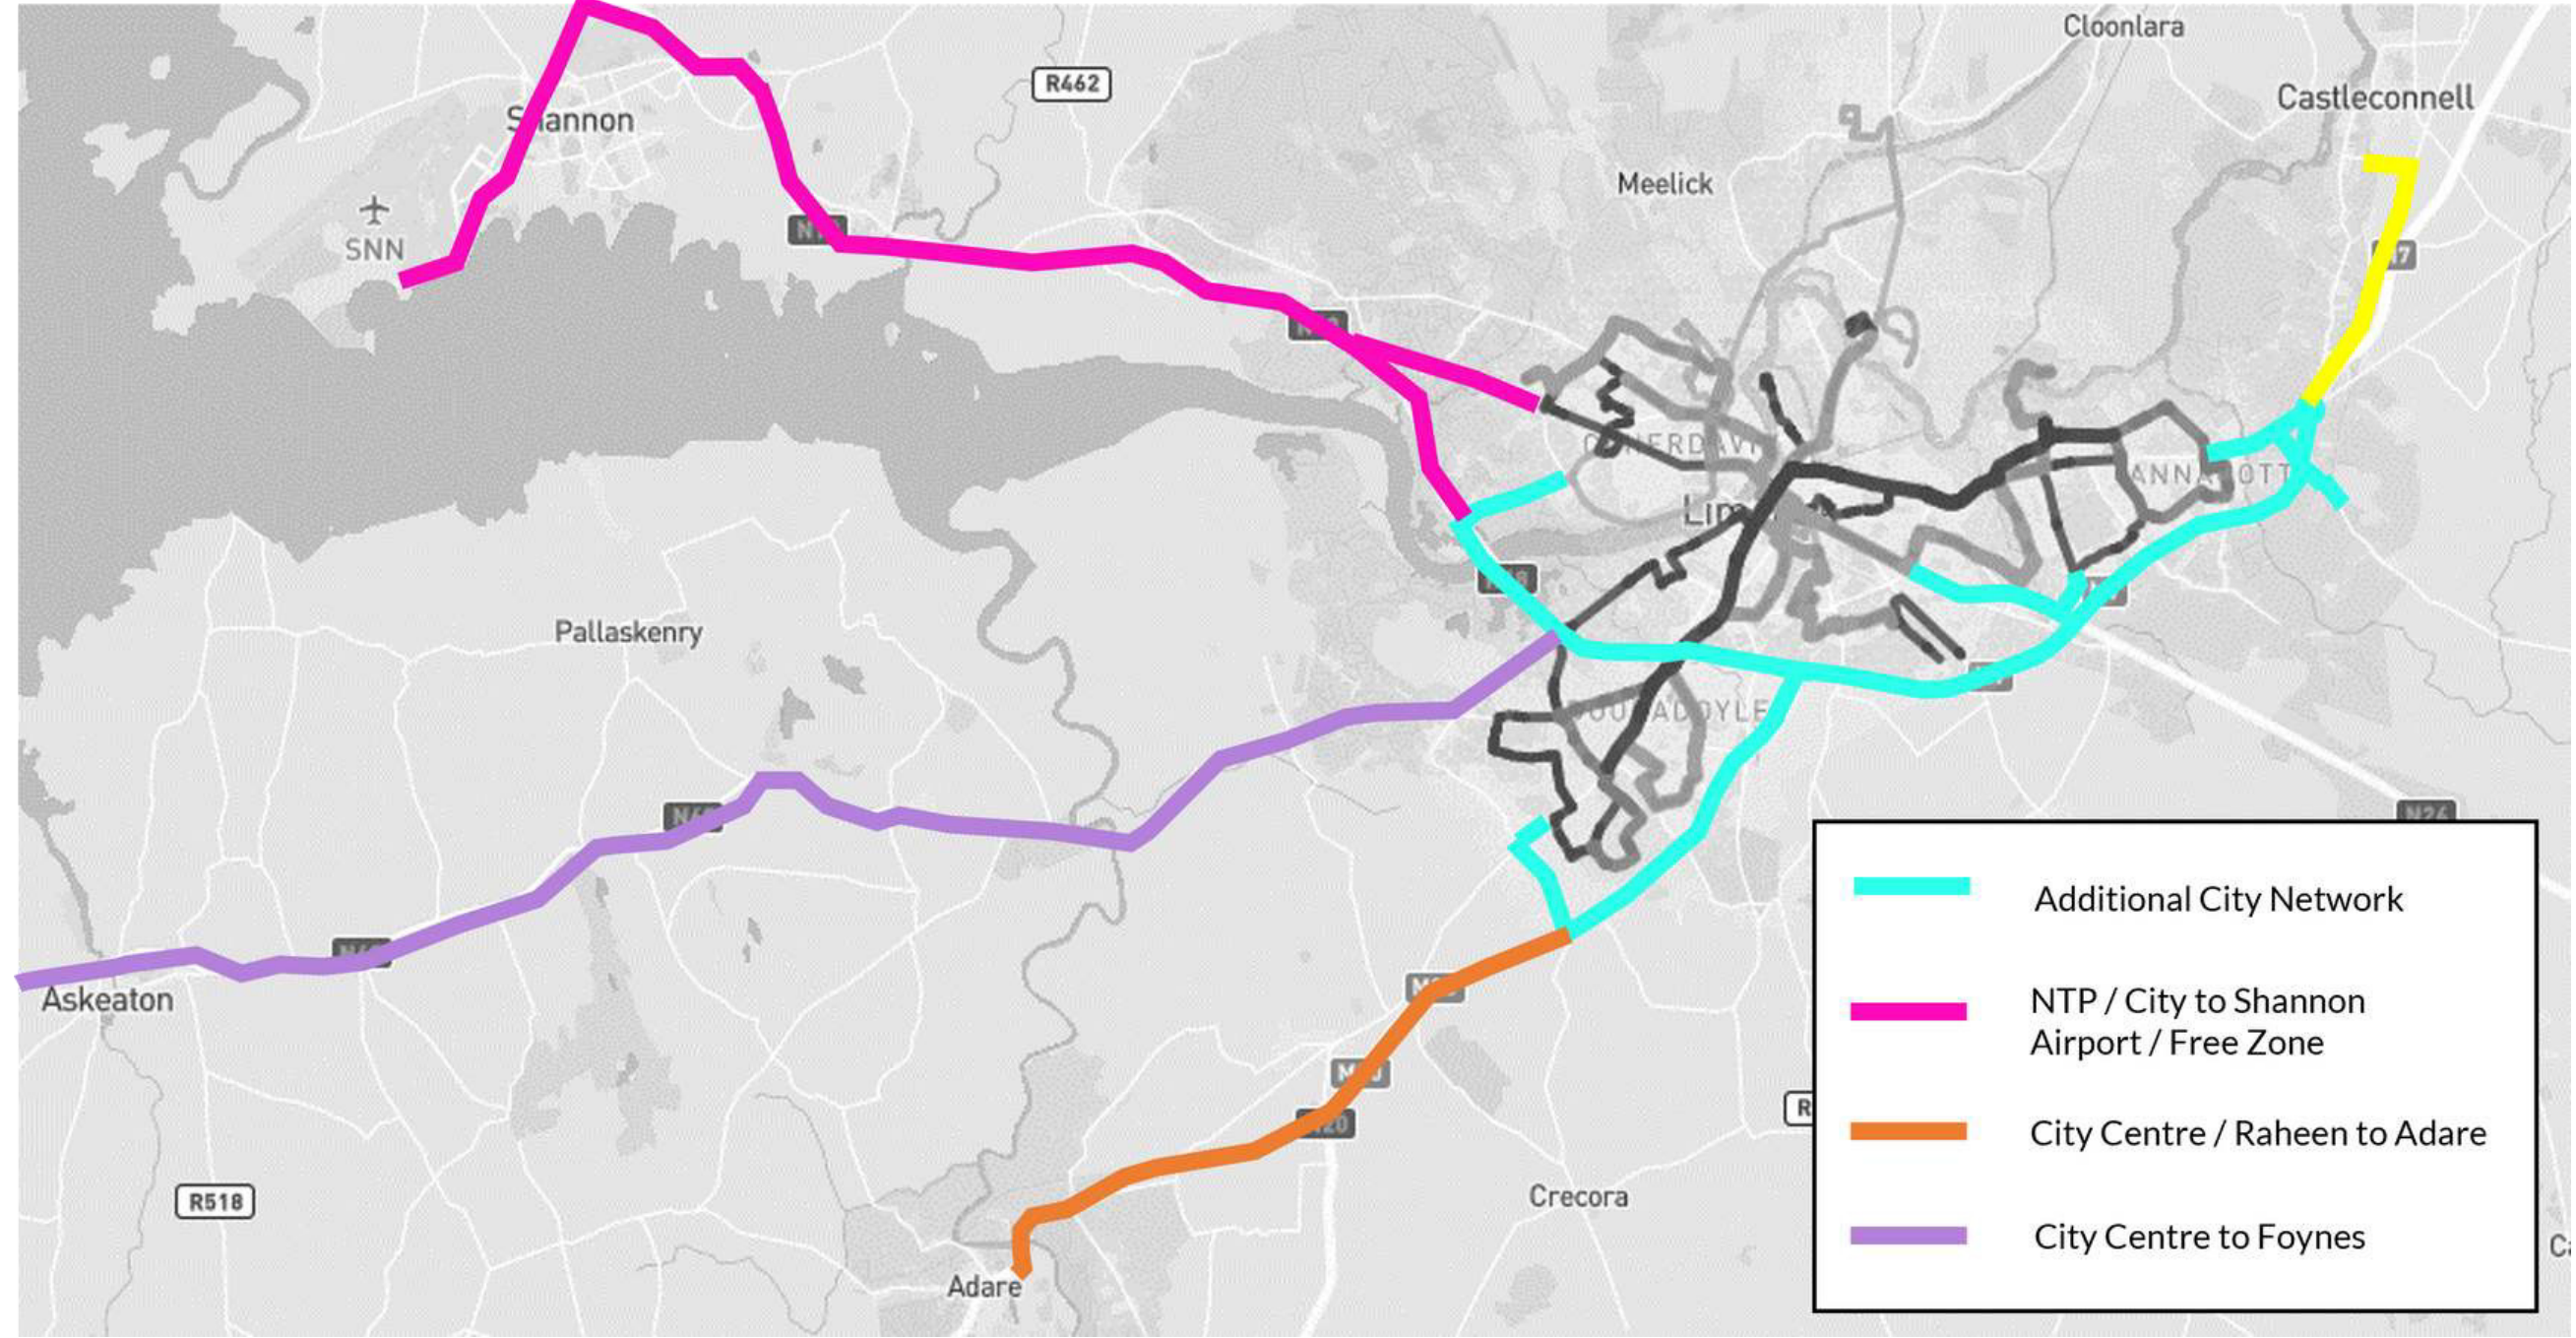 Cloonlara
R462
Castleconnell
Shannon
Meelick
SNN
Pallaskenry
Askeaton
N26
Additional City Network
NTP / City to Shannon
Airport / Free Zone
City Centre / Raheen to Adare
R518
Crecora
City Centre to Foynes
Adare